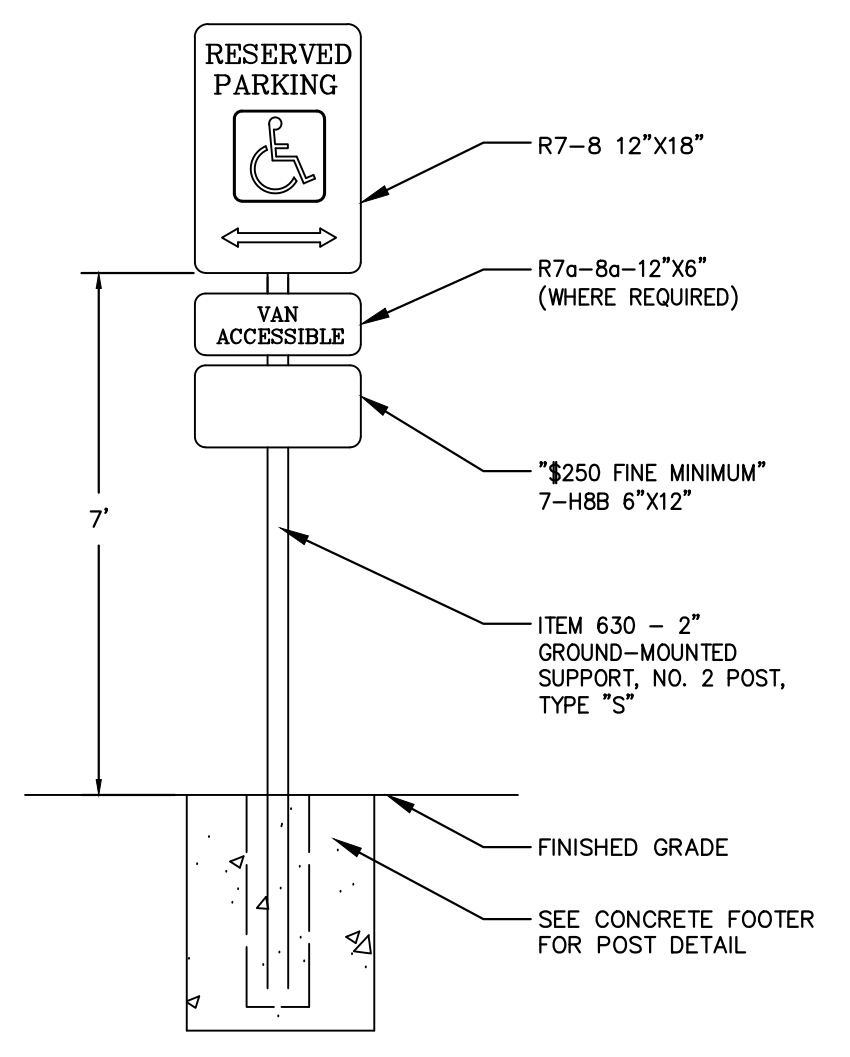 RESERVED
PARKING
R7-8 12"X18"
R7a-8a-12"X6"
(WHERE REQUIRED)
VAN
ACCESSIBLE
"$250 FINE MINIMUM"
7-H8B 6"X12"
7'
ITEM 630 - 2"
GROUND-MOUNTED
SUPPORT, NO. 2 POST,
TYPE "S"
FINISHED GRADE
SEE CONCRETE FOOTER
FOR POST DETAIL